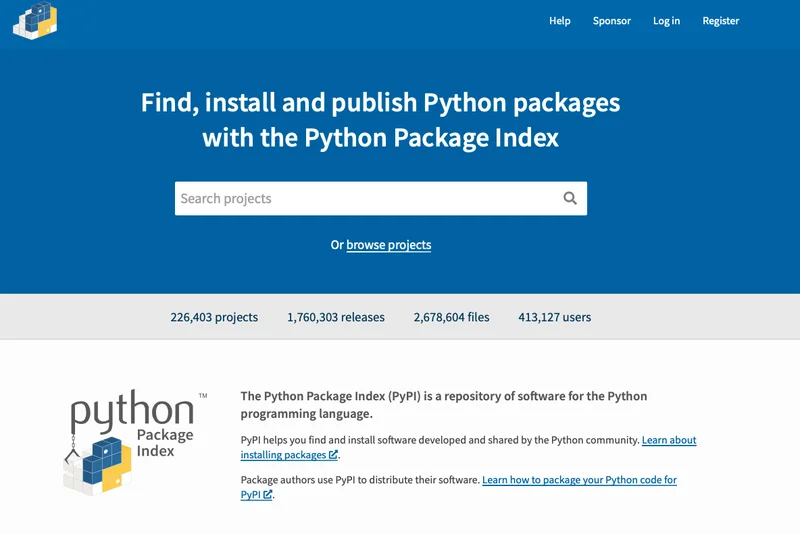 Help Sponsor Log in Register
Find, install and publish Python packages
with the Python Package Index
Search projects
Or browse projects
226,403 projects 1,760,303 releases 2,678,604 files 413,127 users
python™
Package
Index
The Python Package Index (PyPI) is a repository of software for the Python
programming language.
PyPI helps you find and install software developed and shared by the Python community. Learn about
installing packages.
Package authors use PyPI to distribute their software. Learn how to package your Python code for
PyPI.